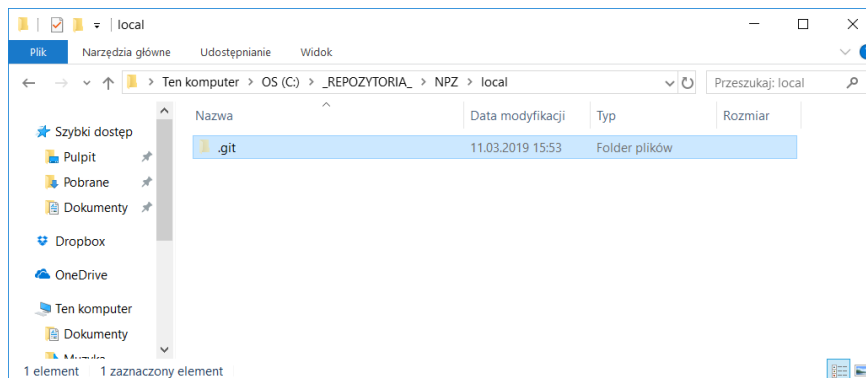 local
Plik Narzędzia główne Udostępnianie Widok
Ten komputer > OS (C:) > _REPOZYTORIA_ > NPZ > local Przeszukaj: local
Nazwa Data modyfikacji Typ Rozmiar
.git 11.03.2019 15:53 Folder plików
Szybki dostęp
Pulpit
Pobrane
Dokumenty
Dropbox
OneDrive
Ten komputer
Dokumenty
Muzyka
1 element 1 zaznaczony element